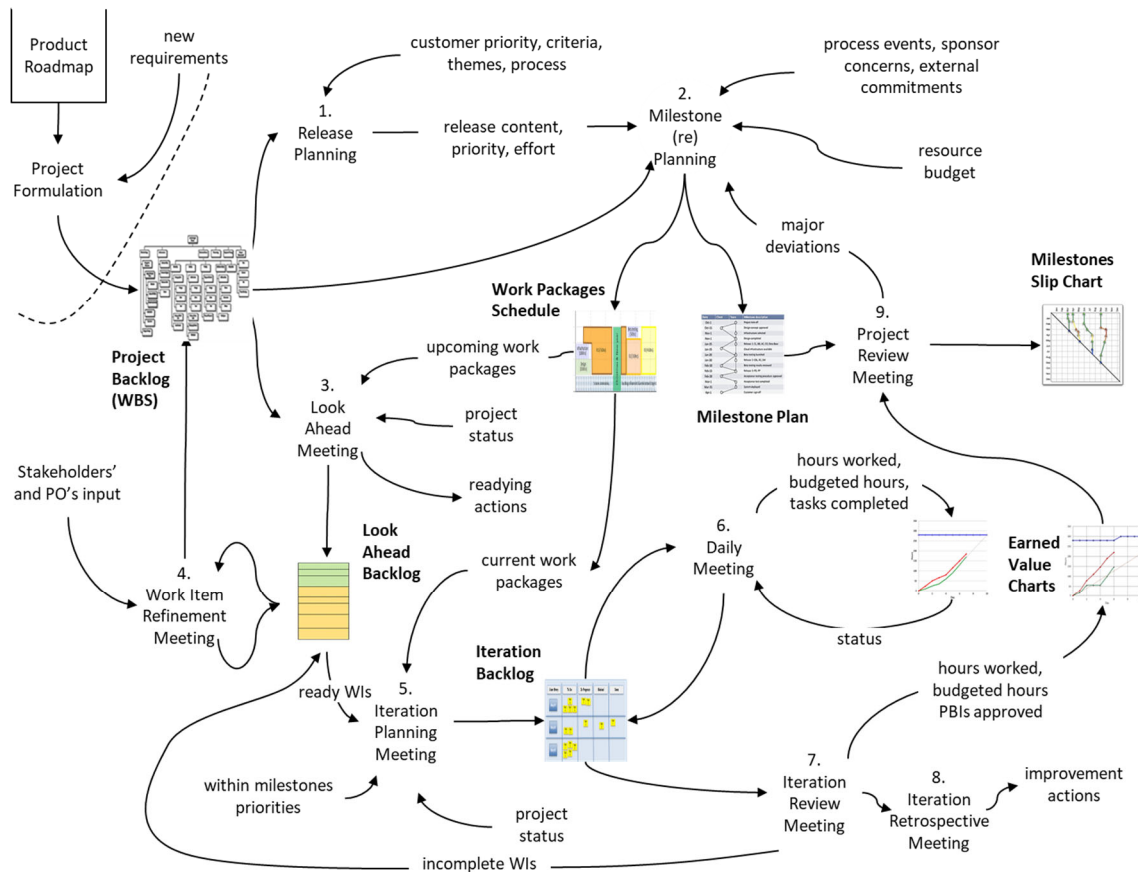 Product
Roadmap
new
requirements
customer priority, criteria,
themes, process
process events, sponsor
concerns, external
commitments
1.
Release
Planning
release content,
priority, effort
2.
Milestone
(re)
Planning
resource
budget
Project
Formulation
major
deviations
Milestones
Slip Chart
Work Packages
Schedule
9.
Project
Review
Meeting
Project
Backlog
(WBS)
upcoming work
packages
3.
Look
Ahead
Meeting
project
status
Milestone Plan
Stakeholders'
and PO's input
readying
actions
hours worked,
budgeted hours,
tasks completed
Look
Ahead
Backlog
6.
Daily
Meeting
Earned
Value
Charts
4.
Work Item
Refinement
Meeting
current work
packages
status
Iteration
Backlog
hours worked,
budgeted hours
PBIs approved
ready WIs
5.
Iteration
Planning
Meeting
within milestones
priorities
project
status
7.
Iteration
Review
Meeting
8.
Iteration
Retrospective
Meeting
improvement
actions
incomplete WIs